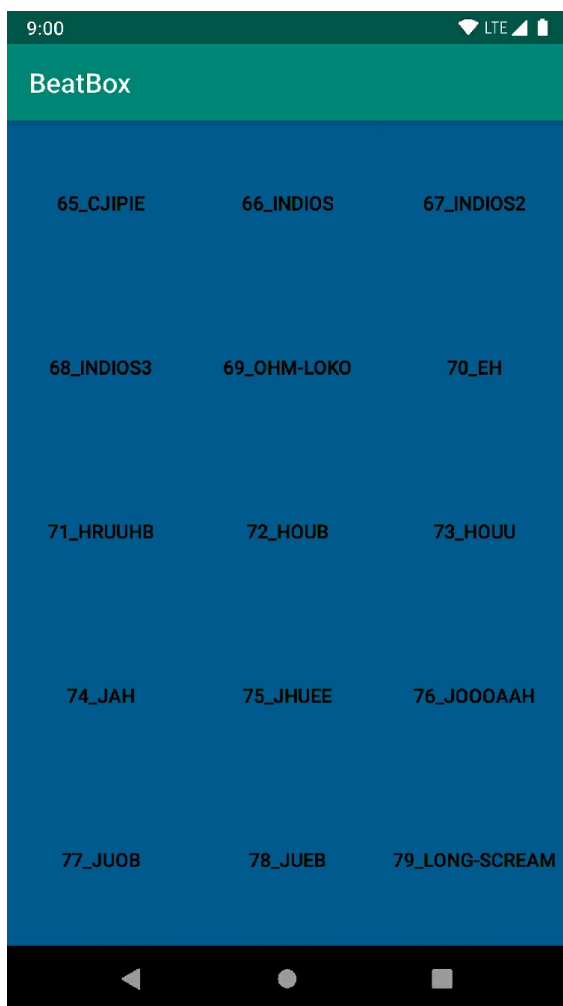 9:00 LTE
BeatBox
65_CJIPIE 66_INDIOS 67_INDIOS2
68_INDIOS3 69_OHM-LOKO 70_EH
71_HRUUHB 72_HOUB 73_HOUU
74_JAH 75_JHUEE 76_JOOOAAH
77_JUOB 78_JUEB 79_LONG-SCREAM